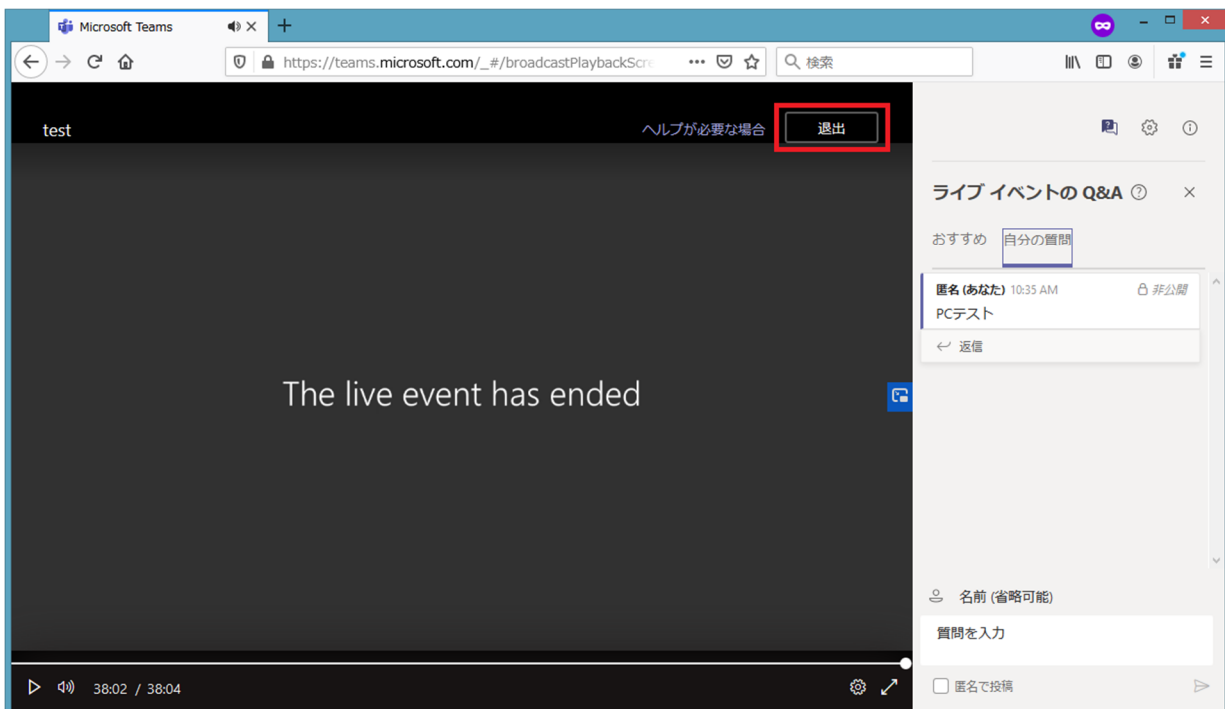 Microsoft Teams
https://teams.microsoft.com/_#/broadcastPlaybackScre
検索
test
ヘルプが必要な場合
退出
ライブ イベントの Q&A
おすすめ
自分の質問
匿名 (あなた) 10:35 AM
非公開
PCテスト
返信
The live event has ended
名前 (省略可能)
質問を入力
38:02 / 38:04
匿名で投稿